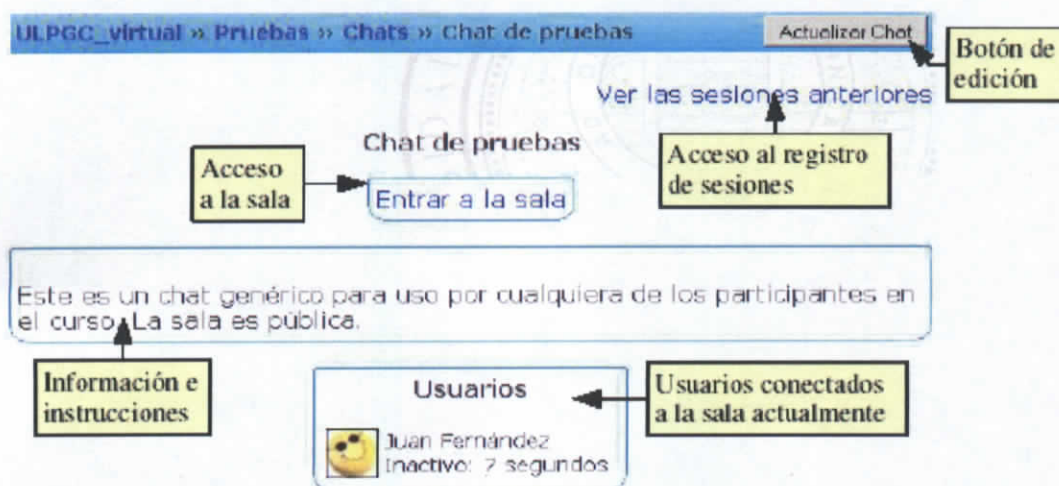 ULPGC_virtual » Pruebas » Chats » Chat de pruebas
Actualizar Chat
Botón de
edición
Ver las sesiones anteriores
Chat de pruebas
Acceso
a la sala
Acceso al registro
de sesiones
Entrar a la sala
Este es un chat genérico para uso por cualquiera de los participantes en
el curso. La sala es pública.
Información e
instrucciones
Usuarios
Usuarios conectados
a la sala actualmente
Juan Fernández
Inactivo: 7 segundos